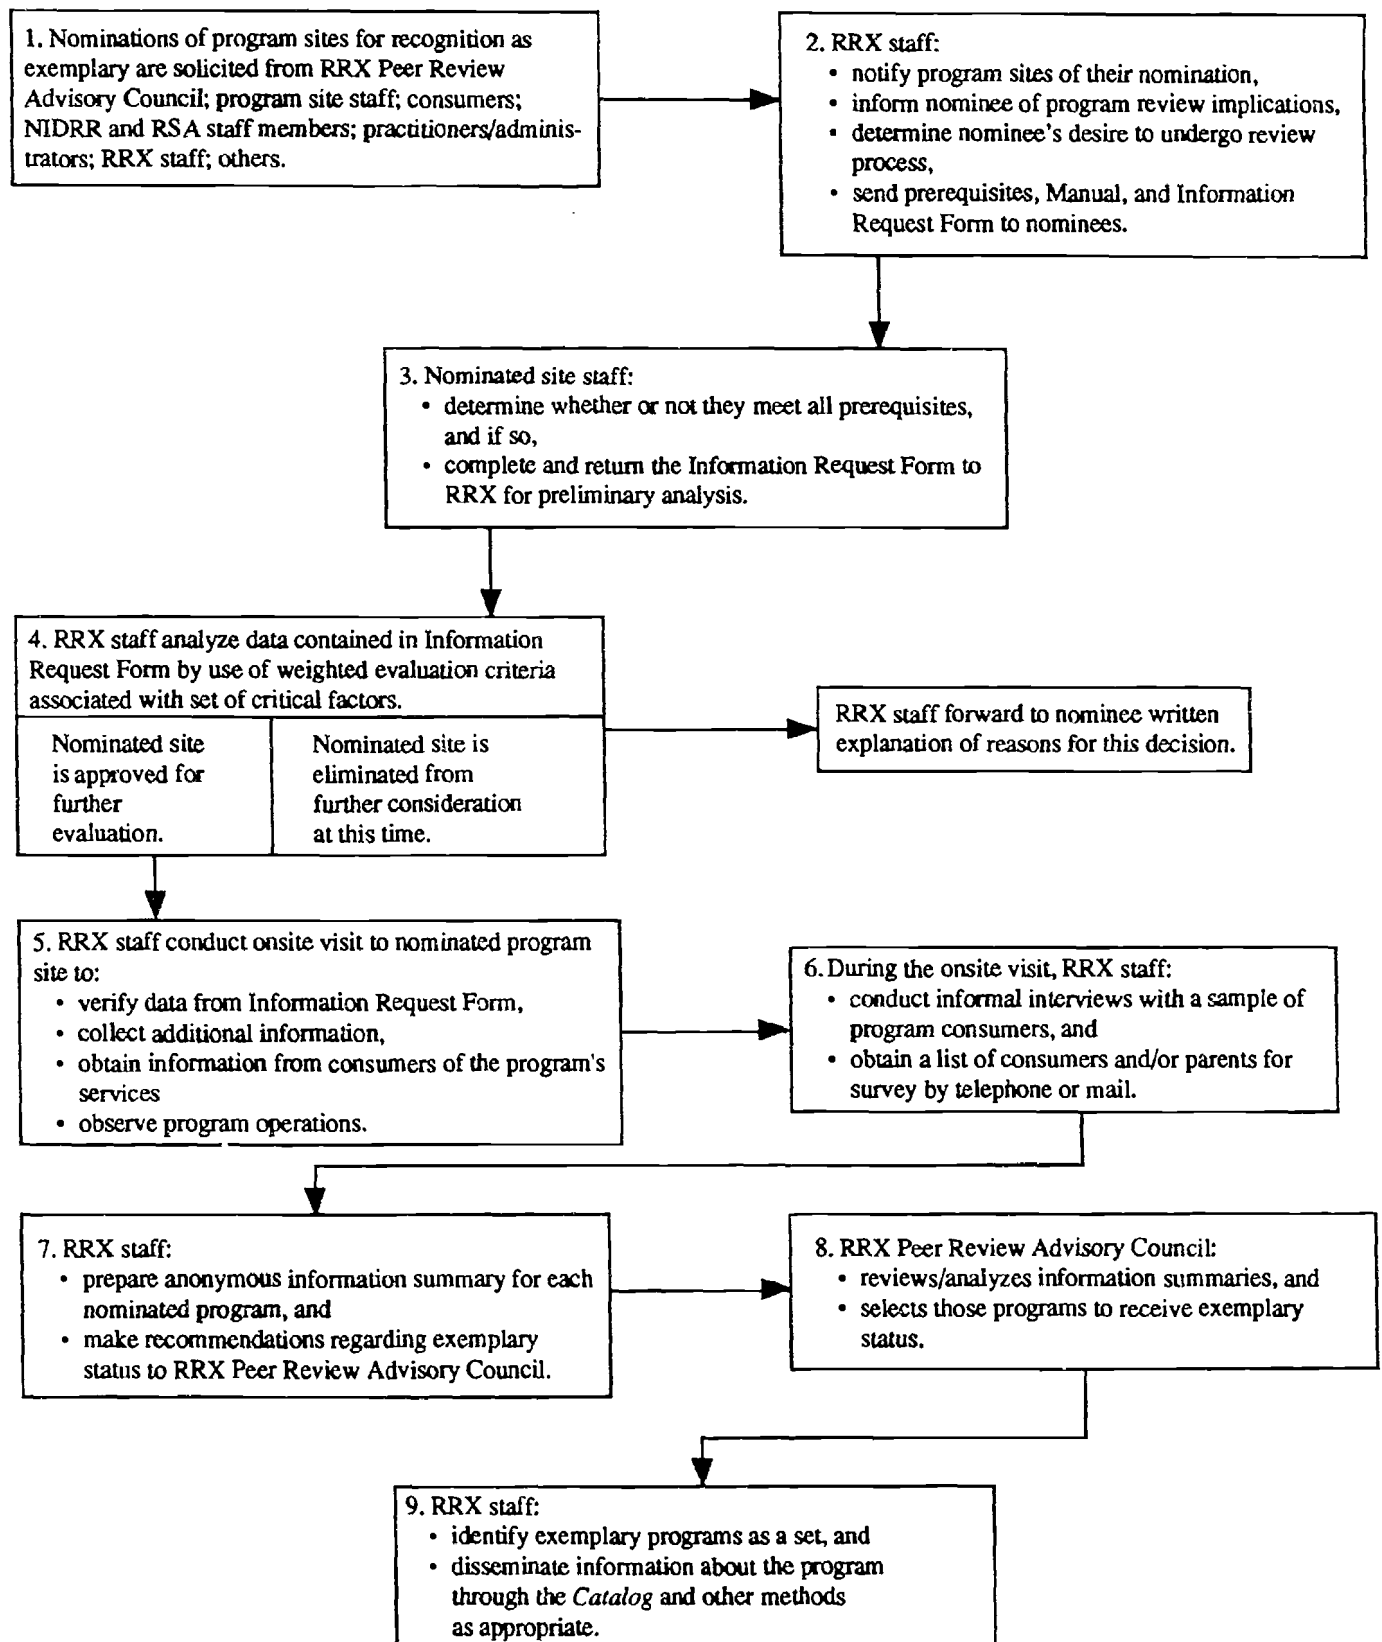 1. Nominations of program sites for recognition as
exemplary are solicited from RRX Peer Review
Advisory Council; program site staff; consumers;
NIDRR and RSA staff members; practitioners/adminis-
trators; RRX staff; others.
2. RRX staff:
• notify program sites of their nomination,
• inform nominee of program review implications,
• determine nominee's desire to undergo review
process,
• send prerequisites, Manual, and Information
Request Form to nominees.
3. Nominated site staff:
• determine whether or not they meet all prerequisites,
and if so,
• complete and return the Information Request Form to
RRX for preliminary analysis.
4. RRX staff analyze data contained in Information
Request Form by use of weighted evaluation criteria
associated with set of critical factors.
Nominated site
is approved for
further
evaluation.
Nominated site is
eliminated from
further consideration
at this time.
RRX staff forward to nominee written
explanation of reasons for this decision.
5. RRX staff conduct onsite visit to nominated program
site to:
• verify data from Information Request Form,
• collect additional information,
• obtain information from consumers of the program's
services
• observe program operations.
6. During the onsite visit, RRX staff:
• conduct informal interviews with a sample of
program consumers, and
• obtain a list of consumers and/or parents for
survey by telephone or mail.
7. RRX staff:
• prepare anonymous information summary for each
nominated program, and
• make recommendations regarding exemplary
status to RRX Peer Review Advisory Council.
8. RRX Peer Review Advisory Council:
• reviews/analyzes information summaries, and
• selects those programs to receive exemplary
status.
9. RRX staff:
• identify exemplary programs as a set, and
• disseminate information about the program
through the Catalog and other methods
as appropriate.